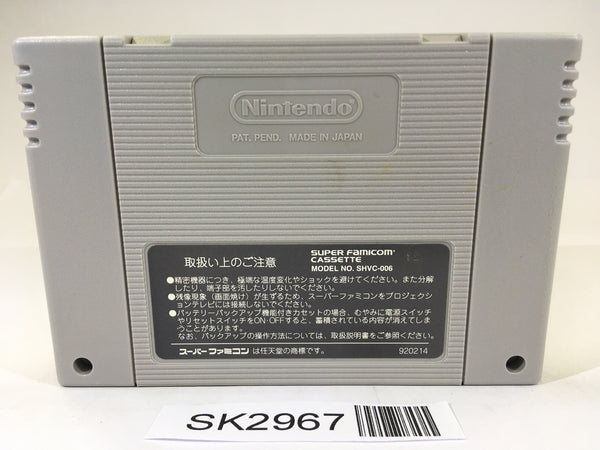 Nintendo
PAT. PEND. MADE IN JAPAN
取扱い上のご注意
SUPER FAMICOM
CASSETTE
MODEL NO. SHVC-006
●精密機器につき、極端な温度変化やショックを避けてください。また分解
したり、端子部を汚したりしないでください。
●残像現象（画面焼け）が生ずるため、スーパーファミコンをプロジェクシ
ョンテレビには接続しないでください。
●バッテリーバックアップ機能付きカセットの場合、むやみに電源スイッチ
やリセットスイッチをON・OFFすると、蓄積されている内容が消えてしま
うことがあります。
なお、バックアップの操作方法については、取扱説明書をご参照ください。
スーパーファミコンは任天堂の商標です。
920214
SK2967